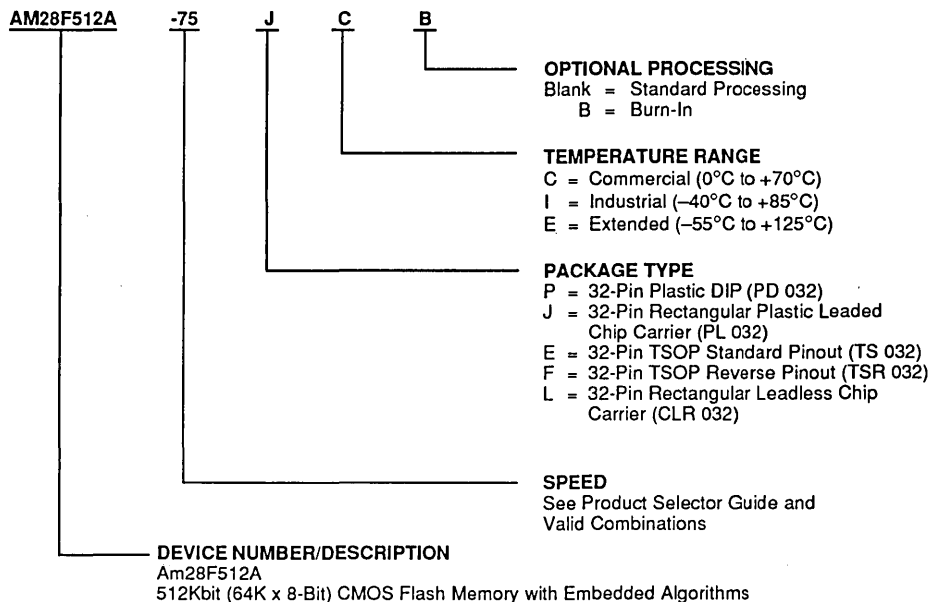 AM28F512A -75 J C B
OPTIONAL PROCESSING
Blank = Standard Processing
B = Burn-In
TEMPERATURE RANGE
C = Commercial (0°C to +70°C)
I = Industrial (–40°C to +85°C)
E = Extended (–55°C to +125°C)
PACKAGE TYPE
P = 32-Pin Plastic DIP (PD 032)
J = 32-Pin Rectangular Plastic Leaded
Chip Carrier (PL 032)
E = 32-Pin TSOP Standard Pinout (TS 032)
F = 32-Pin TSOP Reverse Pinout (TSR 032)
L = 32-Pin Rectangular Leadless Chip
Carrier (CLR 032)
SPEED
See Product Selector Guide and
Valid Combinations
DEVICE NUMBER/DESCRIPTION
Am28F512A
512Kbit (64K x 8-Bit) CMOS Flash Memory with Embedded Algorithms